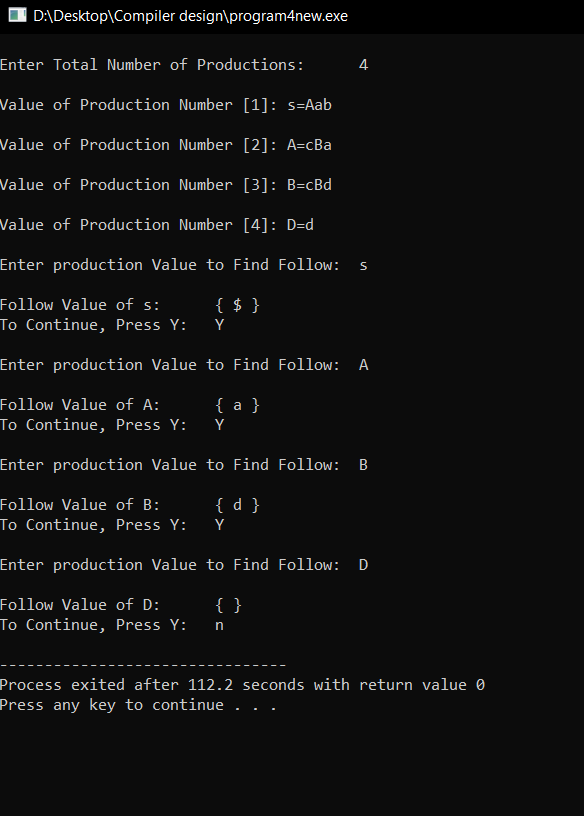 D:\Desktop\Compiler design\program4new.exe
Enter Total Number of Productions:      4
Value of Production Number [1]: s=Aab
Value of Production Number [2]: A=cBa
Value of Production Number [3]: B=cBd
Value of Production Number [4]: D=d
Enter production Value to Find Follow:  s
Follow Value of s:      { $ }
To Continue, Press Y:   Y
Enter production Value to Find Follow:  A
Follow Value of A:      { a }
To Continue, Press Y:   Y
Enter production Value to Find Follow:  B
Follow Value of B:      { d }
To Continue, Press Y:   Y
Enter production Value to Find Follow:  D
Follow Value of D:      { }
To Continue, Press Y:   n
--------------------------------
Process exited after 112.2 seconds with return value 0
Press any key to continue . . .